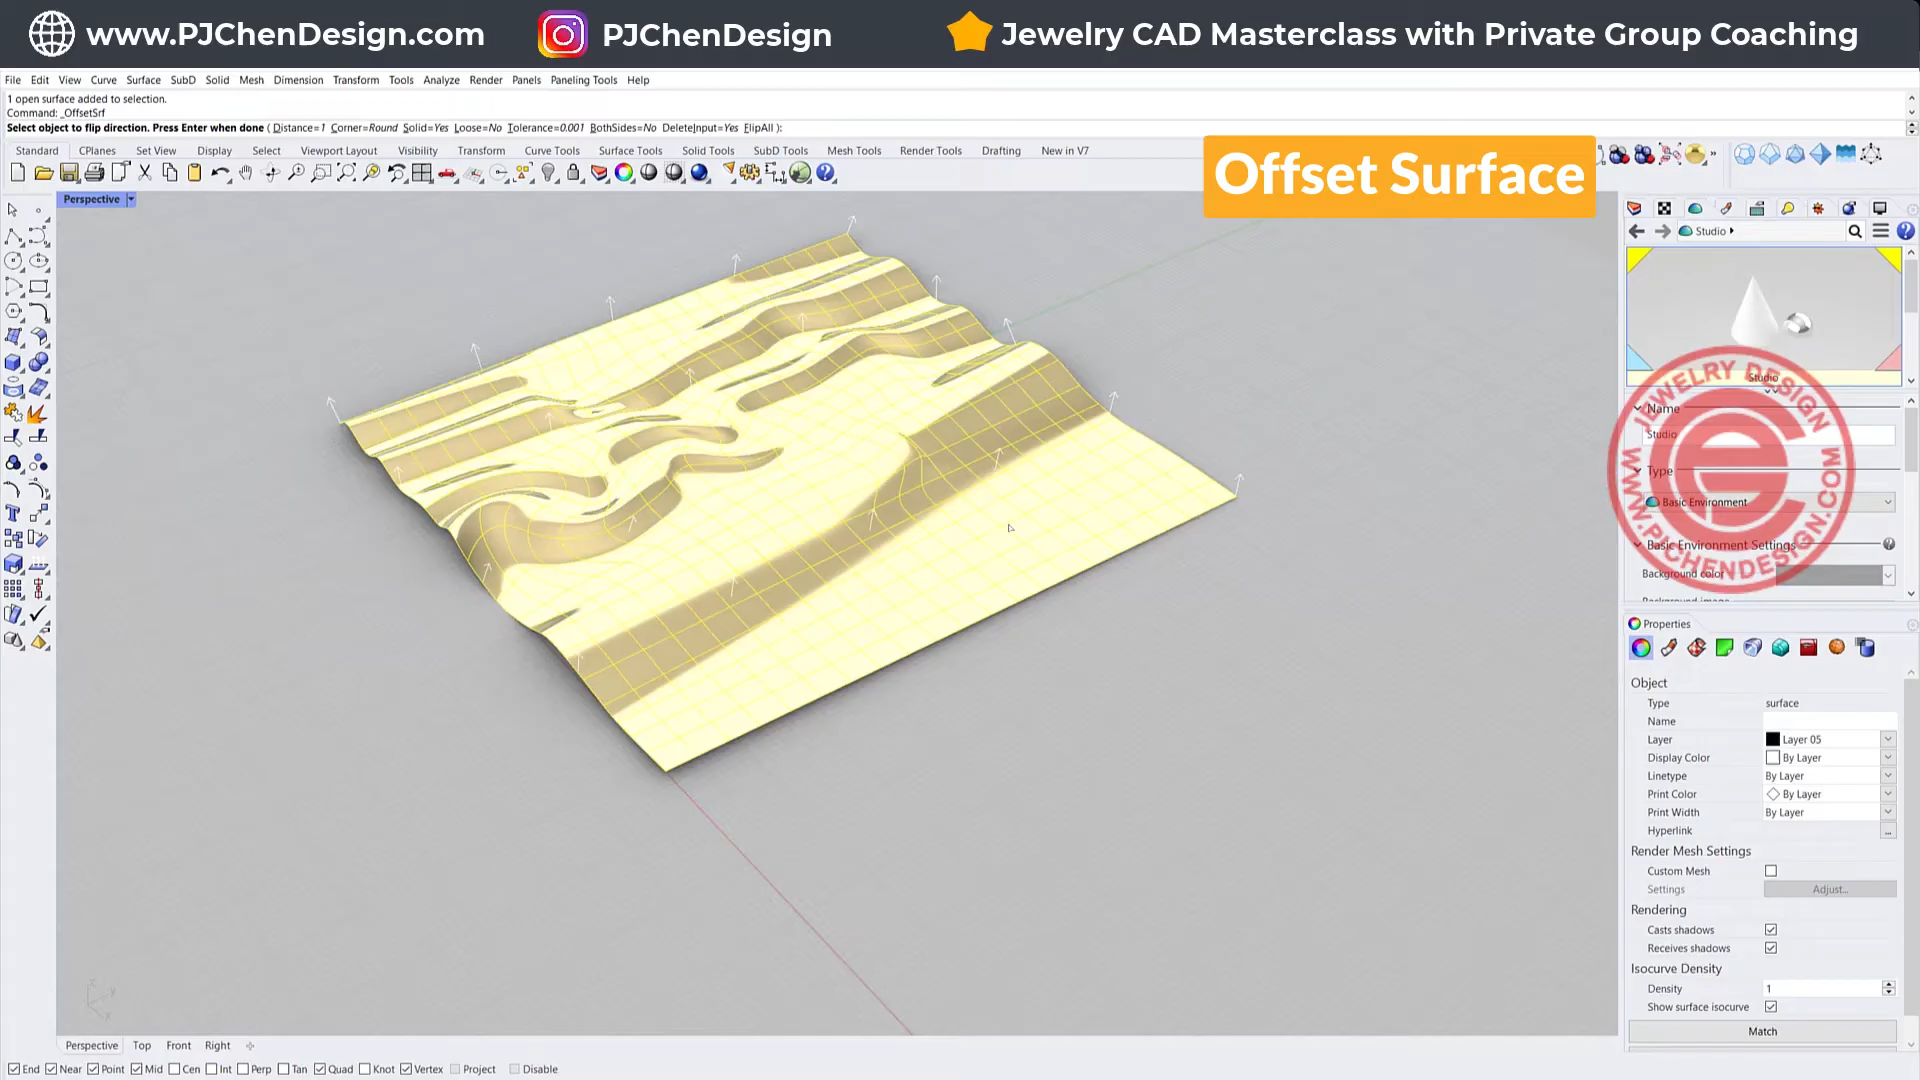 www.PJChenDesign.com PJChenDesign Jewelry CAD Masterclass with Private Group Coaching
File Edit View Curve Surface SubD Solid Mesh Dimension Transform Tools Analyze Render Panels Paneling Tools Help
1 open surface added to selection.
Command: _OffsetSrf
Select object to flip direction. Press Enter when done ( Distance=1 Corner=Round Solid=Yes Loose=No Tolerance=0.001 BothSides=No DeleteInput=Yes FlipAll ):
Standard CPlanes Set View Display Select Viewport Layout Visibility Transform Curve Tools Surface Tools Solid Tools SubD Tools Mesh Tools Render Tools Drafting New in V7
Offset Surface
Perspective
Studio
Studio
Name
Studio
Type
Basic Environment
Basic Environment Settings
Background color
JEWELRY DESIGN
WWW.PJCHENDESIGN.COM
Properties
Object
Type surface
Name
Layer Layer 05
Display Color By Layer
Linetype By Layer
Print Color By Layer
Print Width By Layer
Hyperlink ...
Render Mesh Settings
Custom Mesh
Settings Adjust...
Rendering
Casts shadows
Receives shadows
Isocurve Density
Density 1
Show surface isocurve
Match
Perspective Top Front Right
End Near Point Mid Cen Int Perp Tan Quad Knot Vertex Project Disable